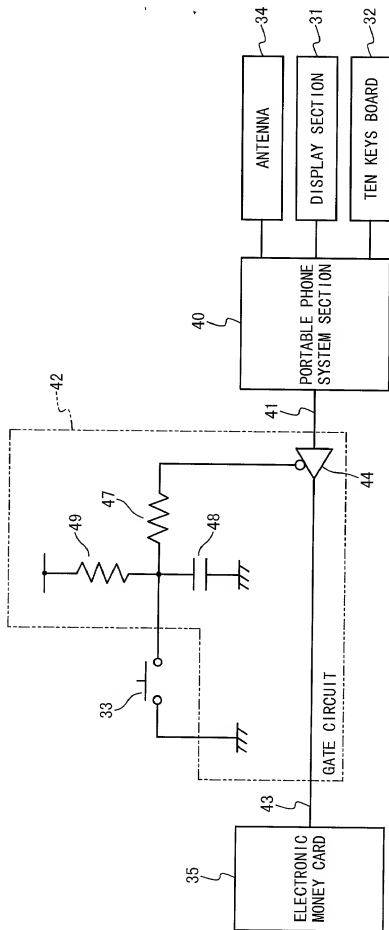 42
49
47
48
33
44
41
40
34
31
32
43
35
ANTENNA
DISPLAY SECTION
TEN KEYS BOARD
PORTABLE PHONE
SYSTEM SECTION
GATE CIRCUIT
ELECTRONIC
MONEY CARD